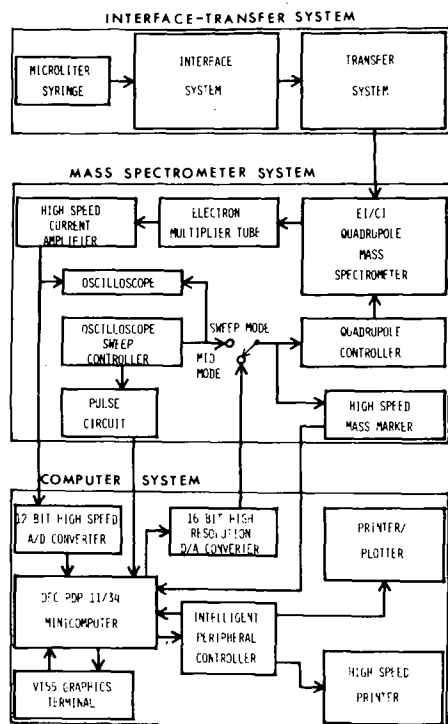 INTERFACE-TRANSFER SYSTEM
MICROLITER
SYRINGE
INTERFACE
SYSTEM
TRANSFER
SYSTEM
MASS SPECTROMETER SYSTEM
HIGH SPEED
CURRENT
AMPLIFIER
ELECTRON
MULTIPLIER TUBE
EI/CI
QUADRUPOLE
MASS
SPECTROMETER
OSCILLOSCOPE
OSCILLOSCOPE
SWEEP
CONTROLLER
SWEEP MODE
MID
MODE
QUADRUPOLE
CONTROLLER
PULSE
CIRCUIT
HIGH SPEED
MASS MARKER
COMPUTER SYSTEM
12 BIT HIGH SPEED
A/D CONVERTER
16 BIT HIGH
RESOLUTION
D/A CONVERTER
PRINTER/
PLOTTER
DEC PDP 11/34
MINICOMPUTER
INTELLIGENT
PERIPHERAL
CONTROLLER
VT55 GRAPHICS
TERMINAL
HIGH SPEED
PRINTER